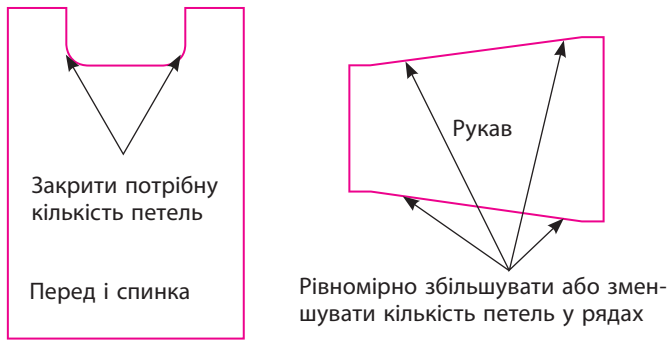 Закрити потрібну
кількість петель
Перед і спинка
Рукав
Рівномірно збільшувати або змен-
шувати кількість петель у рядах